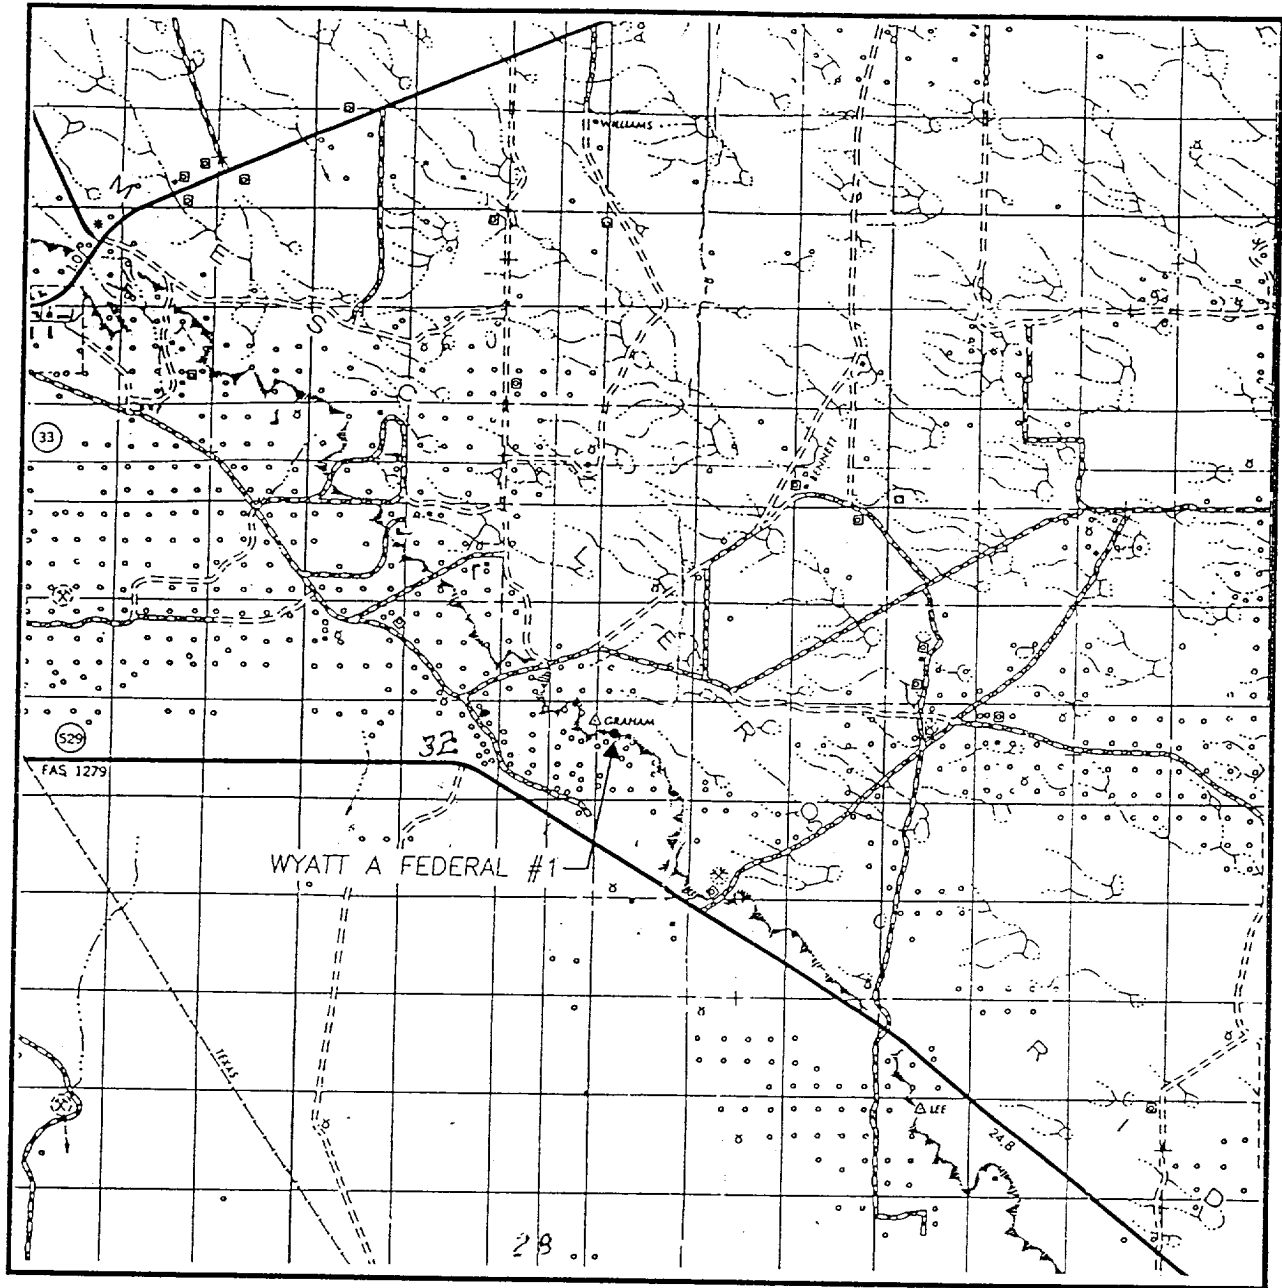 WILLIAMS
M
E
S
C
A
L
E
R
O
R
I
D
G
E
33
BENNETT
GRAHAM
529
32
FAS 1279
WYATT A FEDERAL #1
TEXAS
LEE
24.8
28